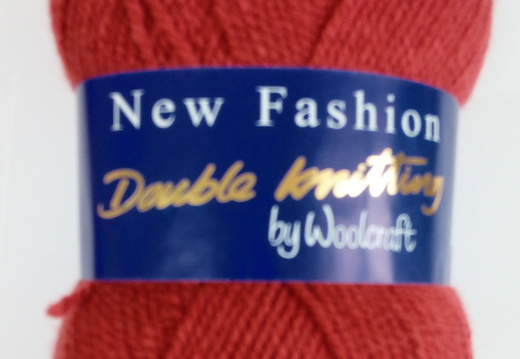 New Fashion
Double knitting
by Woolcraft